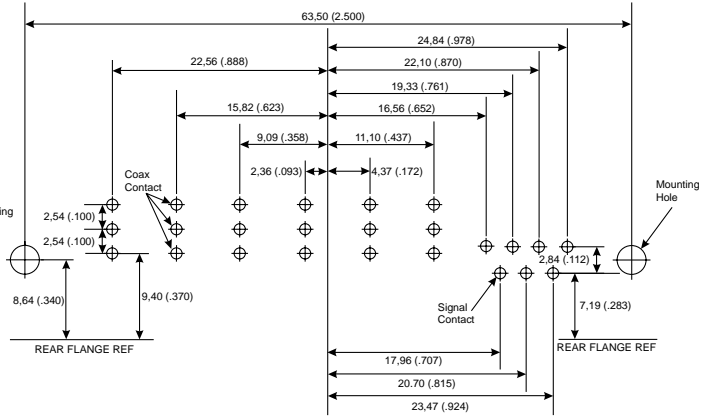 63,50 (2.500)
24,84 (.978)
22,56 (.888)
22,10 (.870)
19,33 (.761)
15,82 (.623)
16,56 (.652)
9,09 (.358)
11,10 (.437)
2,36 (.093)
4,37 (.172)
Coax
Contact
Mounting
Hole
ing
2,54 (.100)
2,54 (.100)
2,84 (.112)
8,64 (.340)
9,40 (.370)
Signal
Contact
7,19 (.283)
REAR FLANGE REF
REAR FLANGE REF
17,96 (.707)
20.70 (.815)
23,47 (.924)